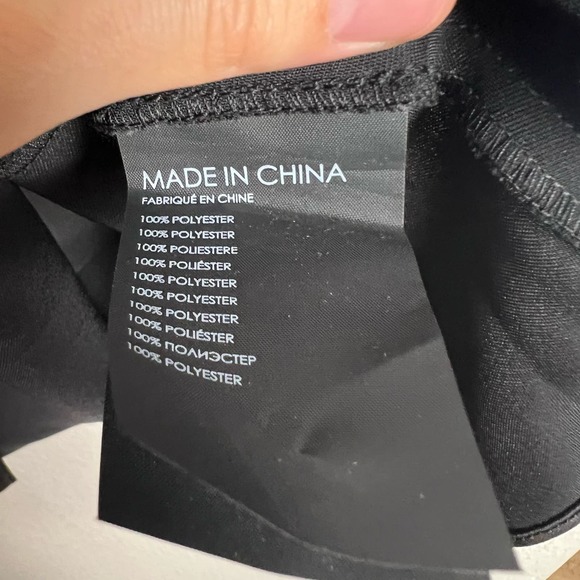 MADE IN CHINA
FABRIQUÉ EN CHINE
100% POLYESTER
100% POLYESTER
100% POLIESTERE
100% POLIÉSTER
100% POLYESTER
100% POLYESTER
100% POLYESTER
100% POLIÉSTER
100% ПОЛИЭСТЕР
100% POLYESTER